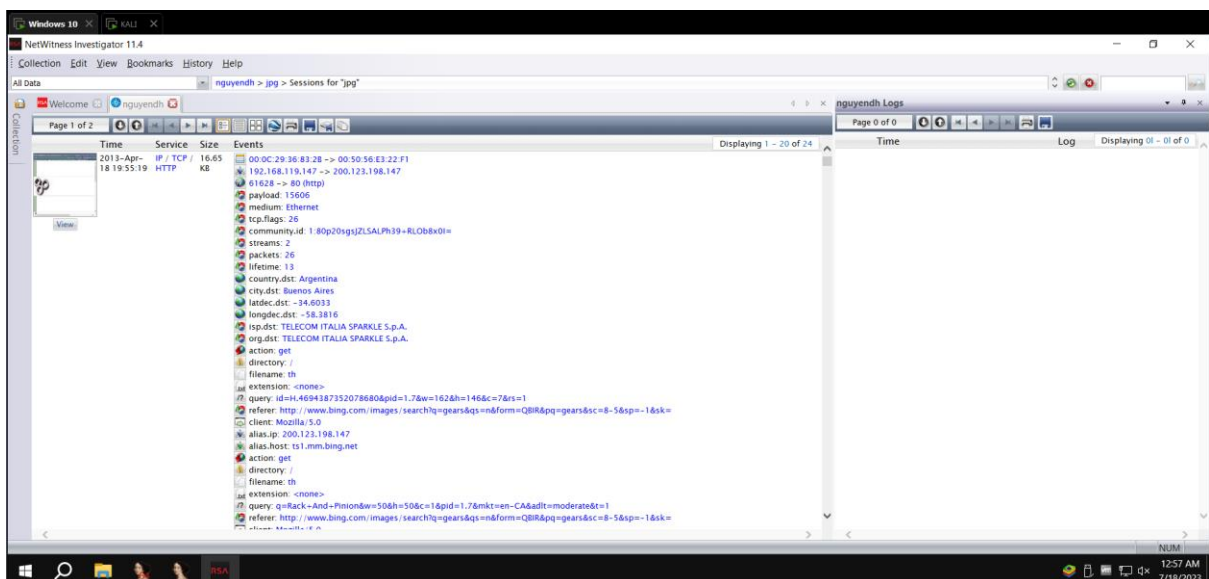 Windows 10 × KALI ×
NetWitness Investigator 11.4
Collection Edit View Bookmarks History Help
All Data nguyendh > jpg > Sessions for "jpg"
Welcome nguyendh
nguyendh Logs
Collection
Page 1 of 2
Page 0 of 0
Time Service Size Events Displaying 1 - 20 of 24
Time Log Displaying 0l - 0l of 0
2013-Apr-18 19:55:19 IP / TCP / HTTP 16.65 KB
View
00:0C:29:36:83:2B -> 00:50:56:E3:22:F1
192.168.119.147 -> 200.123.198.147
61628 -> 80 (http)
payload: 15606
medium: Ethernet
tcp.flags: 26
streams: 2
packets: 26
lifetime: 13
country.dst: Argentina
city.dst: Buenos Aires
latdec.dst: -34.6033
longdec.dst: -58.3816
isp.dst: TELECOM ITALIA SPARKLE S.p.A.
org.dst: TELECOM ITALIA SPARKLE S.p.A.
action: get
directory: /
filename: th
extension: <none>
query: id=H.4694387352078680&pid=1.7&w=162&h=146&c=7&rs=1
referer: http://www.bing.com/images/search?q=gears&qs=n&form=QBIR&pq=gears&sc=8-5&sp=-1&sk=
client: Mozilla/5.0
alias.ip: 200.123.198.147
alias.host: ts1.mm.bing.net
action: get
directory: /
filename: th
extension: <none>
query: q=Rack+And+Pinion&w=50&h=50&c=1&pid=1.7&mkt=en-CA&adlt=moderate&t=1
referer: http://www.bing.com/images/search?q=gears&qs=n&form=QBIR&pq=gears&sc=8-5&sp=-1&sk=
NUM
RSA
12:57 AM
7/18/2023